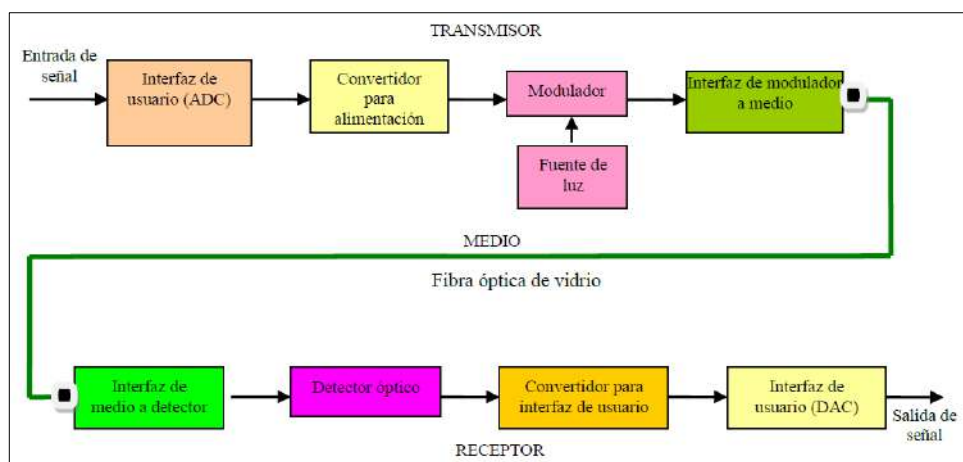 TRANSMISOR
Entrada de
señal
Interfaz de
usuario (ADC)
Convertidor
para
alimentación
Modulador
Interfaz de modulador
a medio
Fuente de
luz
MEDIO
Fibra óptica de vidrio
Interfaz de
medio a detector
Detector óptico
Convertidor para
interfaz de usuario
Interfaz de
usuario (DAC)
Salida de
señal
RECEPTOR